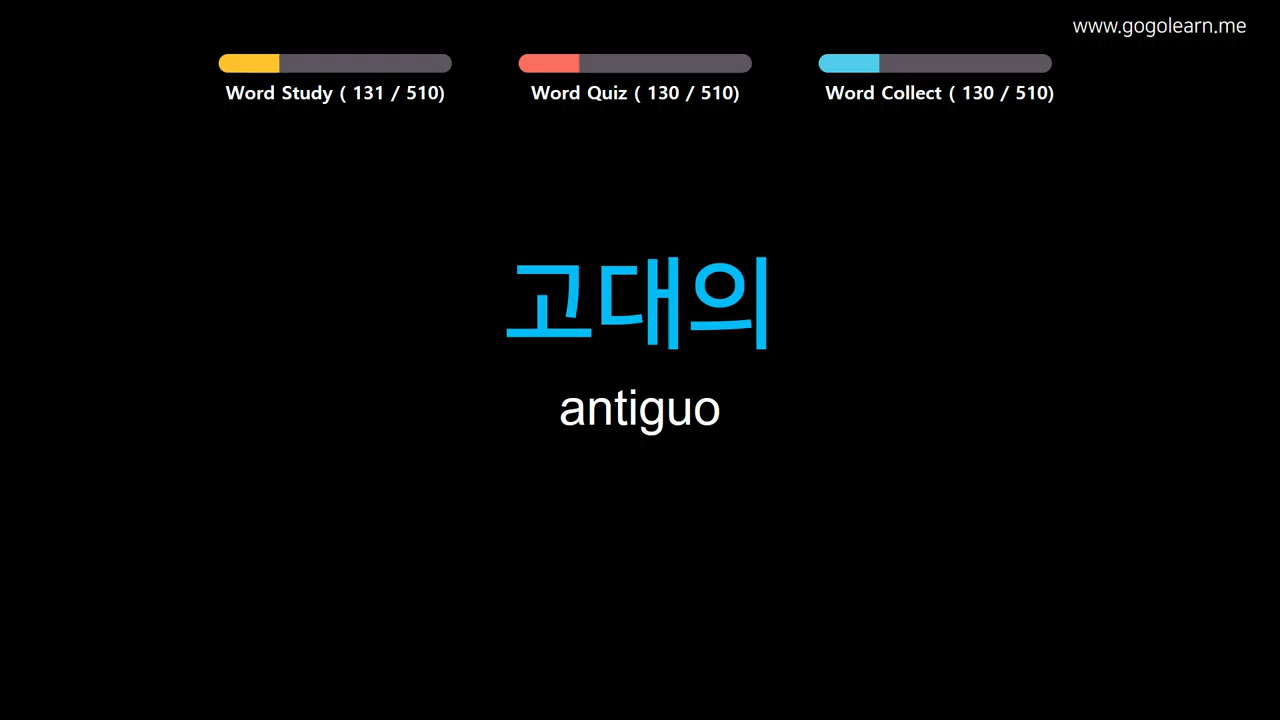 www.gogolearn.me
Word Study ( 131 / 510)
Word Quiz ( 130 / 510)
Word Collect ( 130 / 510)
고대의
antiguo